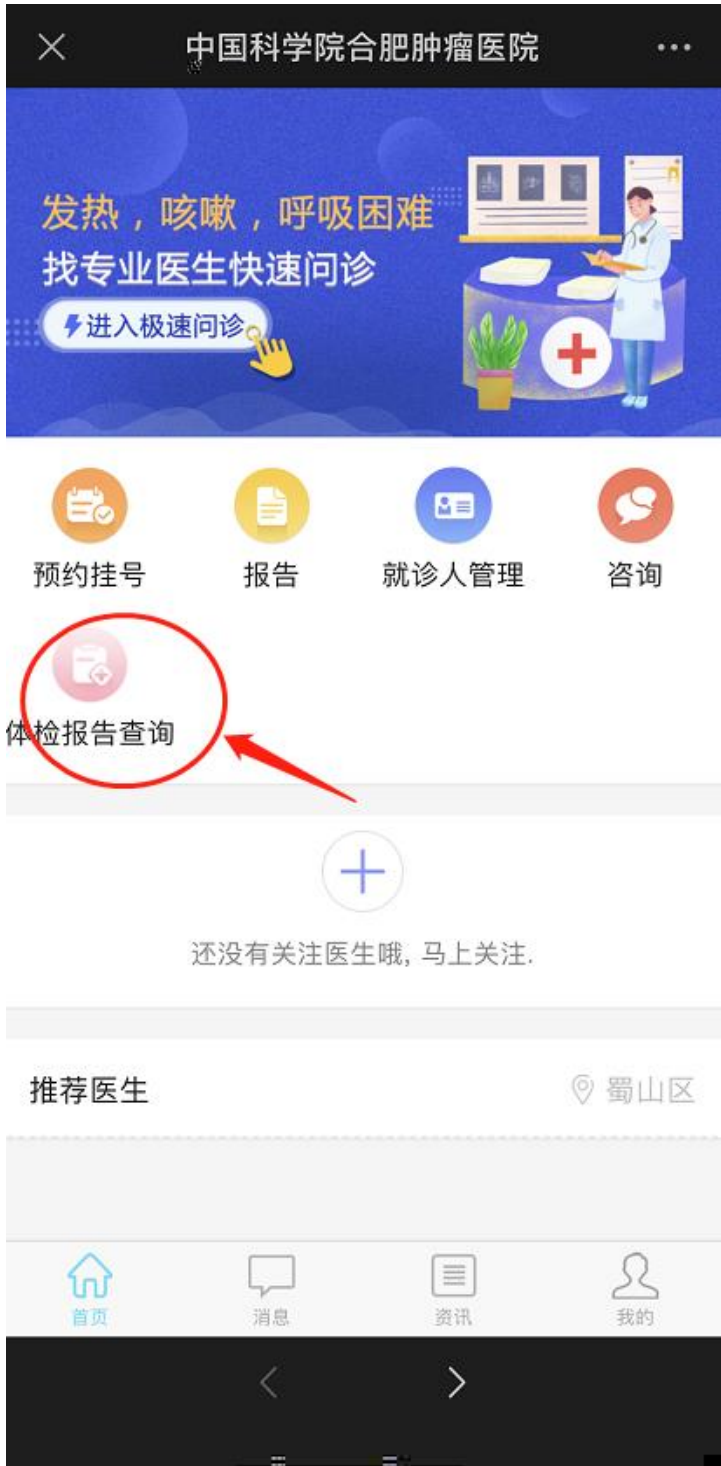 中国科学院合肥肿瘤医院
发热，咳嗽，呼吸困难
找专业医生快速问诊
进入极速问诊
预约挂号 报告 就诊人管理 咨询
体检报告查询
还没有关注医生哦, 马上关注.
推荐医生 蜀山区
首页 消息 资讯 我的